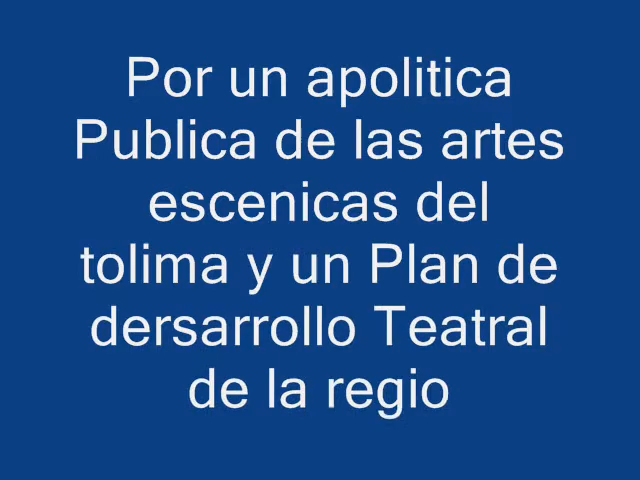 Por un apolitica
Publica de las artes
escenicas del
tolima y un Plan de
dersarrollo Teatral
de la regio